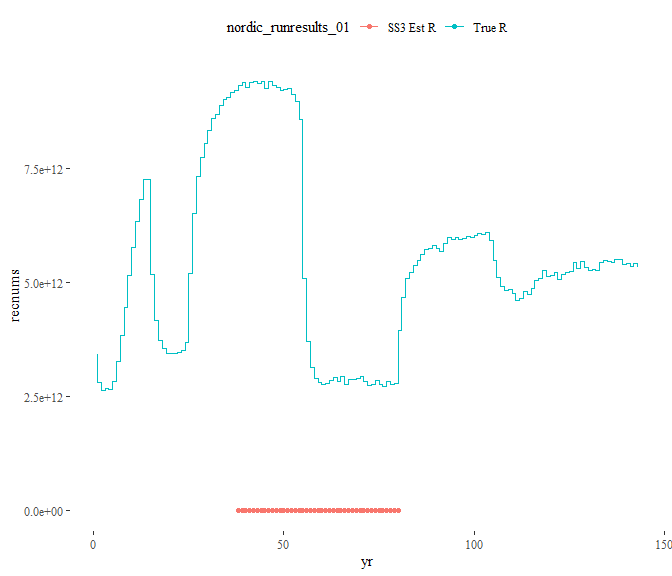 nordic_runresults_01 SS3 Est R True R
recnums
7.5e+12
5.0e+12
2.5e+12
0.0e+00
0 50 100 150
yr